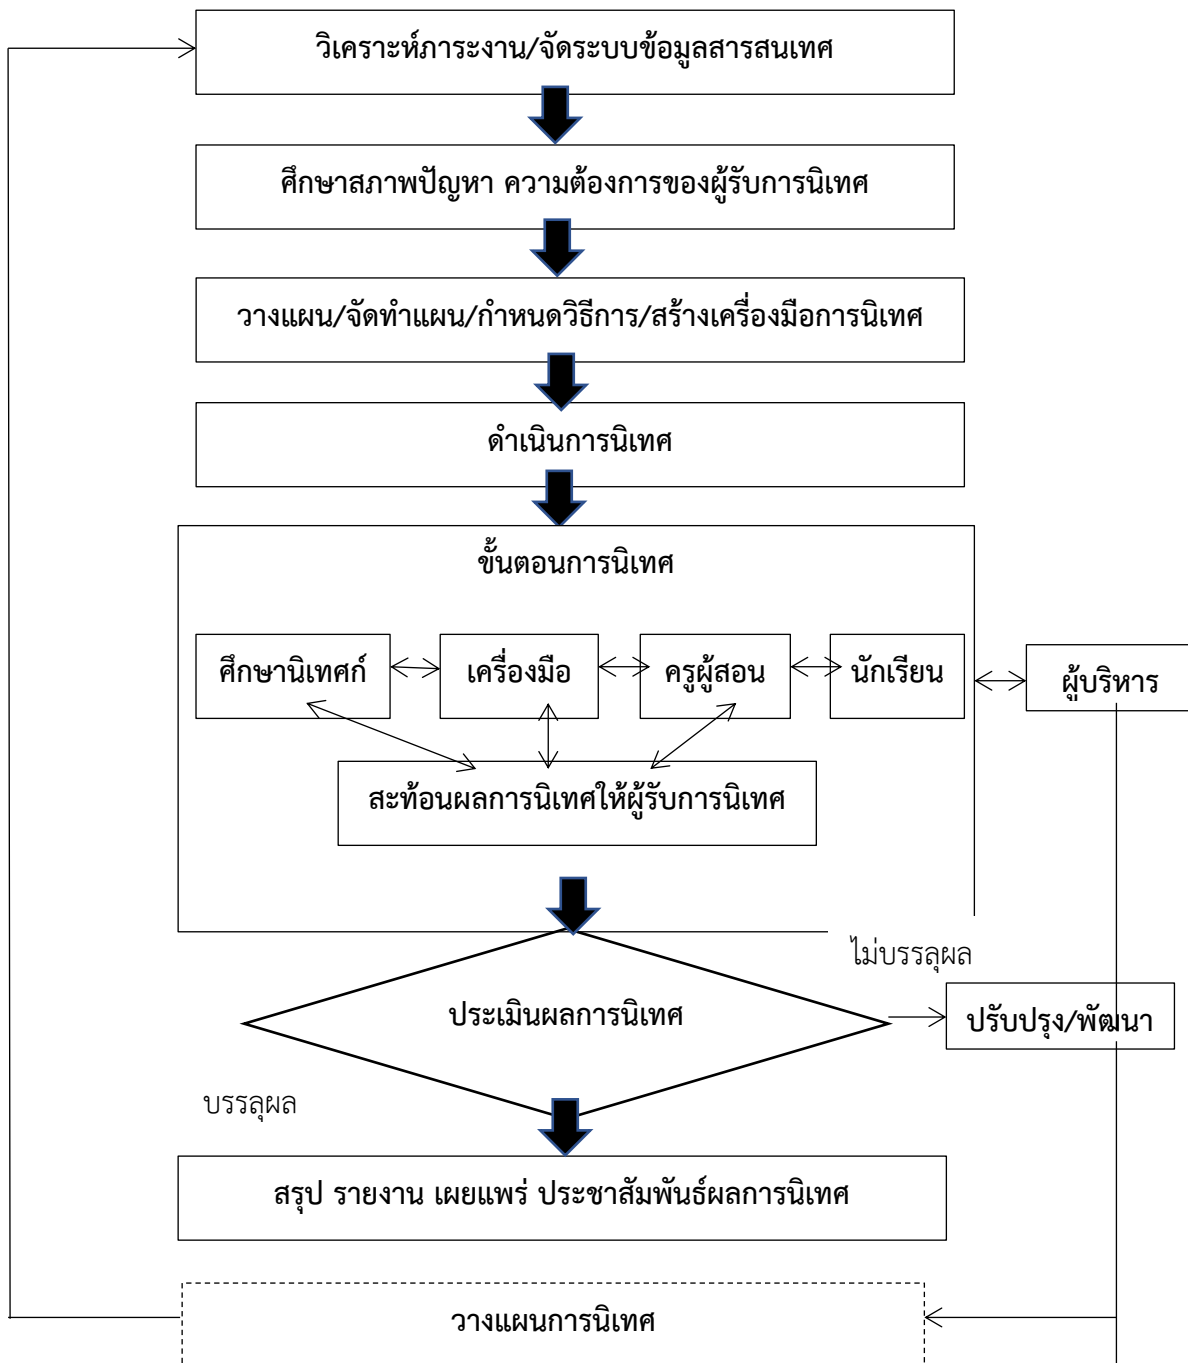 วิเคราะห์ภาระงาน/จัดระบบข้อมูลสารสนเทศ
ศึกษาสภาพปัญหา ความต้องการของผู้รับการนิเทศ
วางแผน/จัดทำแผน/กำหนดวิธีการ/สร้างเครื่องมือการนิเทศ
ดำเนินการนิเทศ
ขั้นตอนการนิเทศ
ศึกษานิเทศก์
เครื่องมือ
ครูผู้สอน
นักเรียน
ผู้บริหาร
สะท้อนผลการนิเทศให้ผู้รับการนิเทศ
ไม่บรรลุผล
ประเมินผลการนิเทศ
ปรับปรุง/พัฒนา
บรรลุผล
สรุป รายงาน เผยแพร่ ประชาสัมพันธ์ผลการนิเทศ
วางแผนการนิเทศ